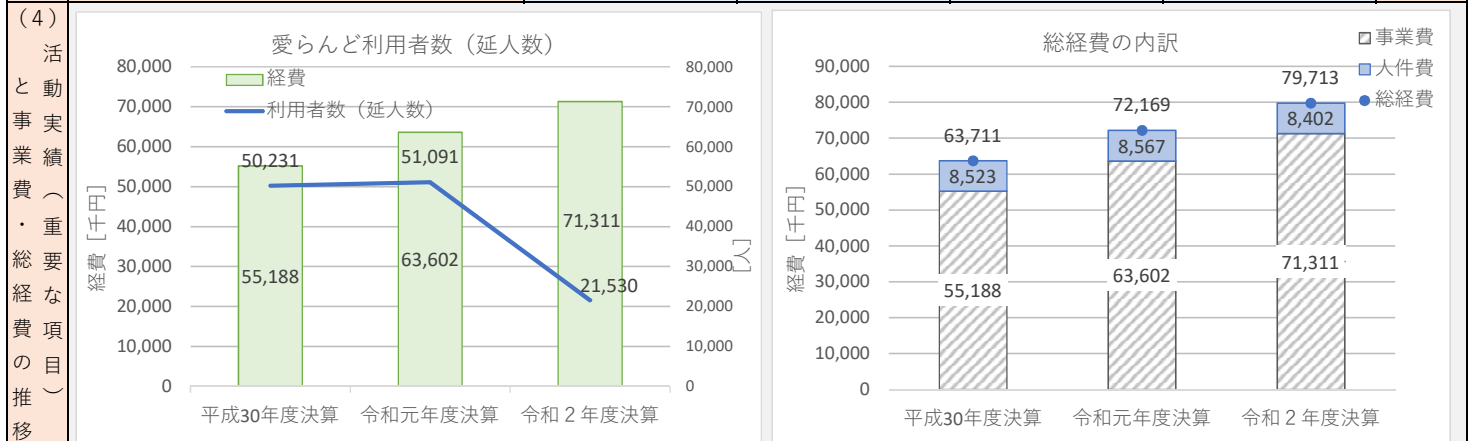 （４）
活動実績（重要な項目）
と事業費・総経費の推移
愛らんど利用者数（延人数）
経費
利用者数（延人数）
経費［千円］
80,000
70,000
60,000
50,000
40,000
30,000
20,000
10,000
0
50,231
51,091
21,530
55,188
63,602
71,311
80,000
70,000
60,000
50,000
40,000
30,000
20,000
10,000
0
［人］
平成30年度決算
令和元年度決算
令和２年度決算
総経費の内訳
事業費
人件費
総経費
経費［千円］
90,000
80,000
70,000
60,000
50,000
40,000
30,000
20,000
10,000
0
63,711
72,169
79,713
8,523
8,567
8,402
55,188
63,602
71,311
平成30年度決算
令和元年度決算
令和２年度決算